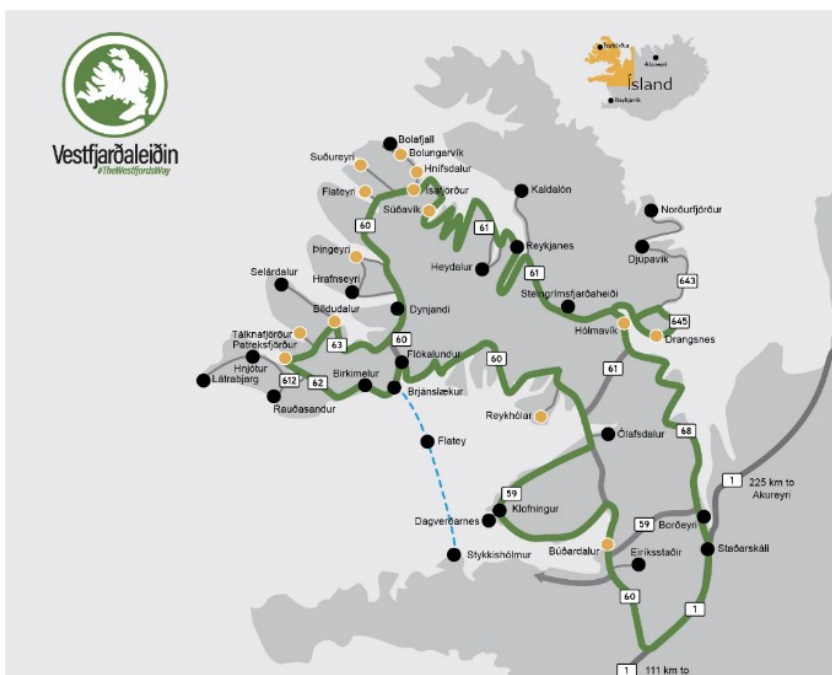 Ísafjörður
Akureyri
Ísland
Reykjavík
Vestfjarðaleiðin
#TheWestfjordsWay
Bolafjall
Bolungarvík
Suðureyri
Hnífsdalur
Flateyri
Ísafjörður
Kaldalón
Súðavík
Norðurfjörður
60
61
Þingeyri
Reykjanes
Djúpavík
Selárdalur
Hrafnseyri
Heydalur
61
643
Bíldudalur
Dynjandi
Steingrímsfjarðarheiði
Tálknafjörður
63
60
Hólmavík
645
Drangsnes
Patreksfjörður
Hnjótur
Flókalundur
60
61
Látrabjarg
612
62
Birkimelur
Brjánslækur
Rauðasandur
Reykhólar
68
Flatey
Ólafsdalur
1
225 km to
Akureyri
59
Klofningur
Dagverðarnes
59
Borðeyri
Stykkishólmur
Búðardalur
Eiríksstaðir
Staðarskáli
60
1
1
111 km to